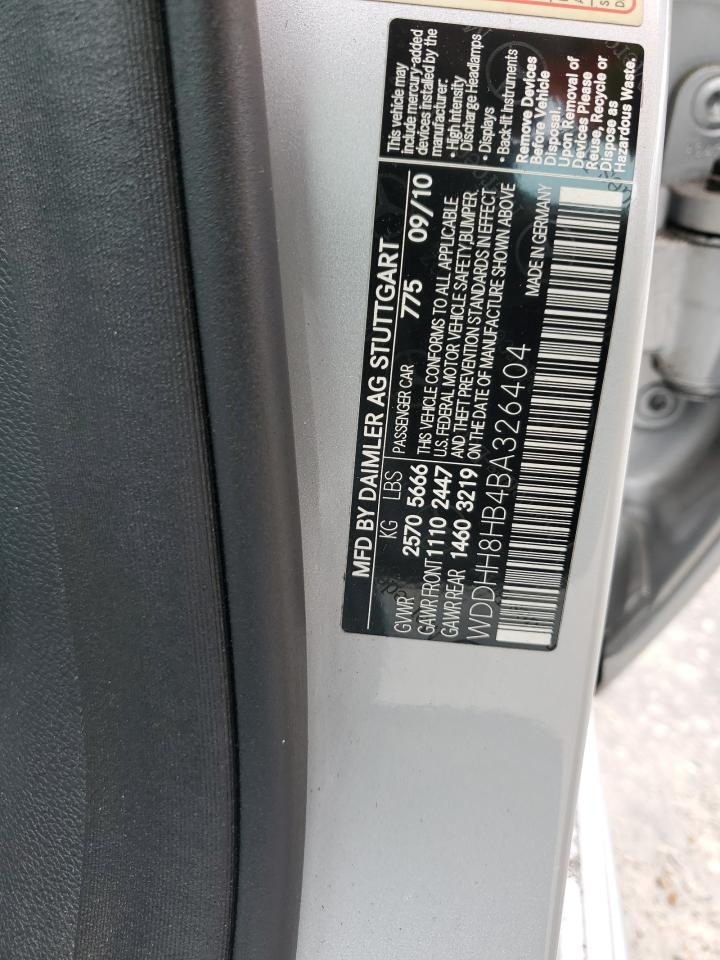 MFD BY DAIMLER AG STUTTGART
KG LBS PASSENGER CAR 775 09/10
GVWR 2570 5666
GAWR FRONT 1110 2447
GAWR REAR 1460 3219
THIS VEHICLE CONFORMS TO ALL APPLICABLE
U.S. FEDERAL MOTOR VEHICLE SAFETY, BUMPER
AND THEFT PREVENTION STANDARDS IN EFFECT
ON THE DATE OF MANUFACTURE SHOWN ABOVE
WDDHH8HB4BA326404
MADE IN GERMANY
This vehicle may
include mercury-added
devices installed by the
manufacturer:
• High Intensity
Discharge Headlamps
• Displays
• Back-lit Instruments
Remove Devices
Before Vehicle
Disposal.
Upon Removal of
Devices Please
Reuse, Recycle or
Dispose as
Hazardous Waste.